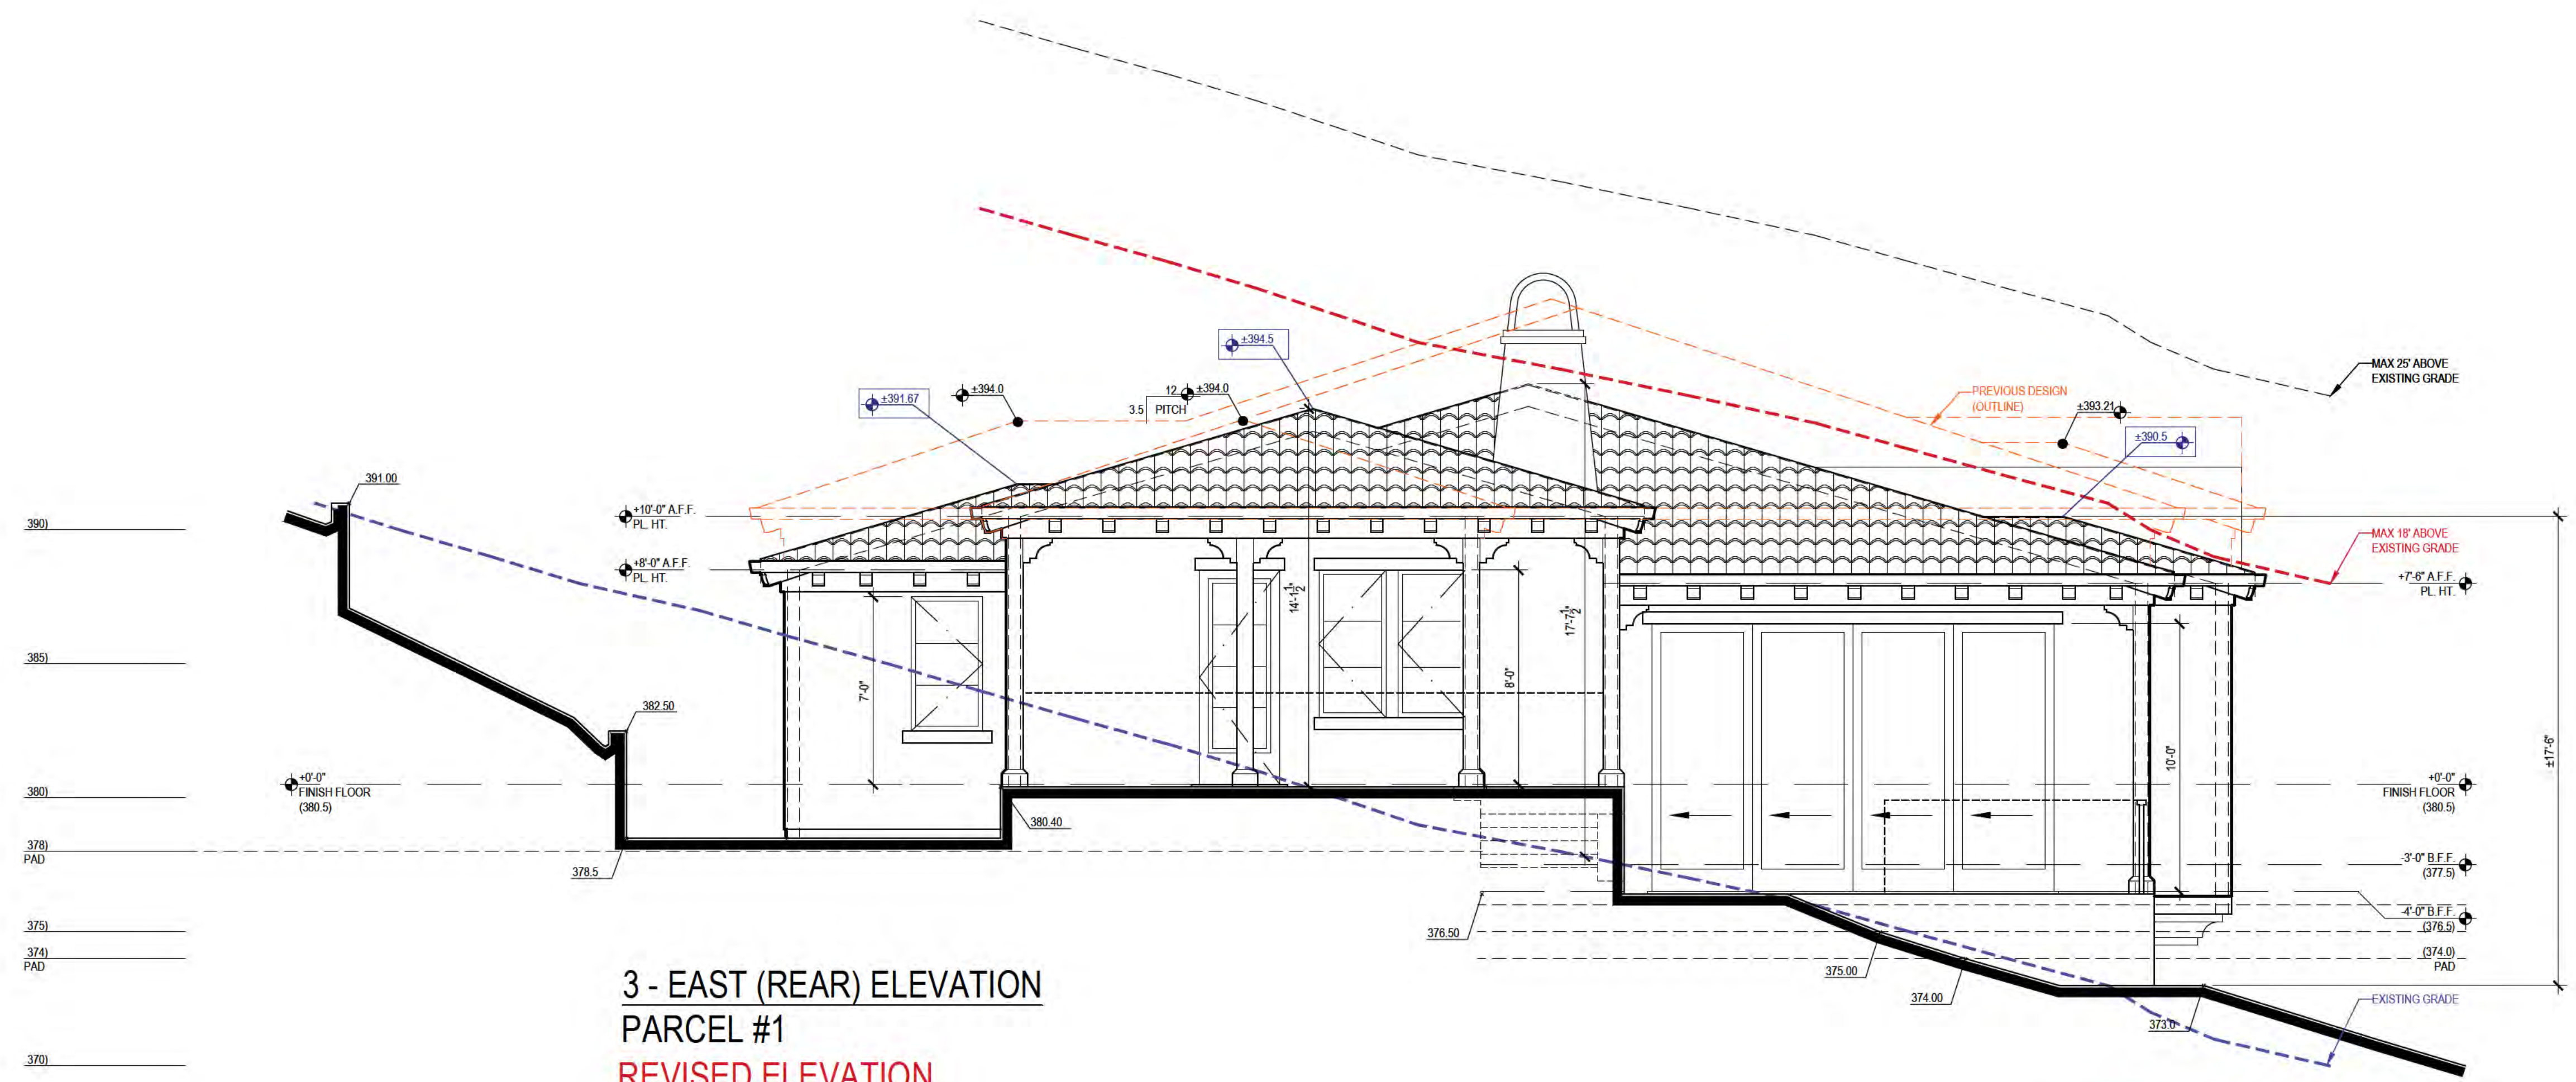 MAX 25' ABOVE
EXISTING GRADE
±394.5
±394.0
12
±394.0
3.5
PITCH
±391.67
PREVIOUS DESIGN
(OUTLINE)
±393.21
±390.5
391.00
+10'-0" A.F.F.
PL. HT.
390)
MAX 18' ABOVE
EXISTING GRADE
+8'-0" A.F.F.
PL. HT.
+7'-6" A.F.F.
PL. HT.
14'-1 1/2"
17'-7 1/2"
385)
7'-0"
8'-0"
382.50
10'-0"
±17'-6"
+0'-0"
FINISH FLOOR
(380.5)
+0'-0"
FINISH FLOOR
(380.5)
380)
380.40
378)
PAD
378.5
-3'-0" B.F.F.
(377.5)
375)
376.50
-4'-0" B.F.F.
(376.5)
374)
PAD
375.00
(374.0)
PAD
374.00
373.0
EXISTING GRADE
3 - EAST (REAR) ELEVATION
PARCEL #1
REVISED ELEVATION
370)